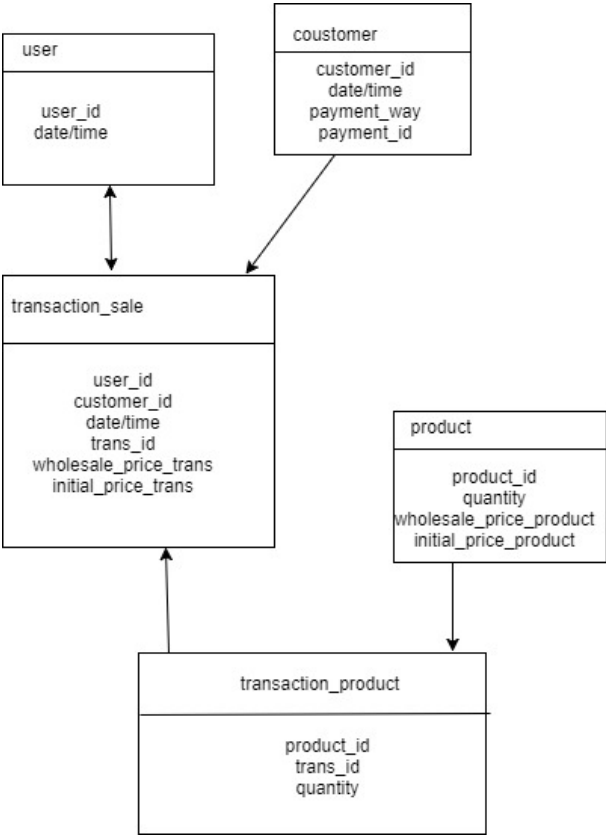 user
user_id
date/time
coustomer
customer_id
date/time
payment_way
payment_id
transaction_sale
user_id
customer_id
date/time
trans_id
wholesale_price_trans
initial_price_trans
product
product_id
quantity
wholesale_price_product
initial_price_product
transaction_product
product_id
trans_id
quantity